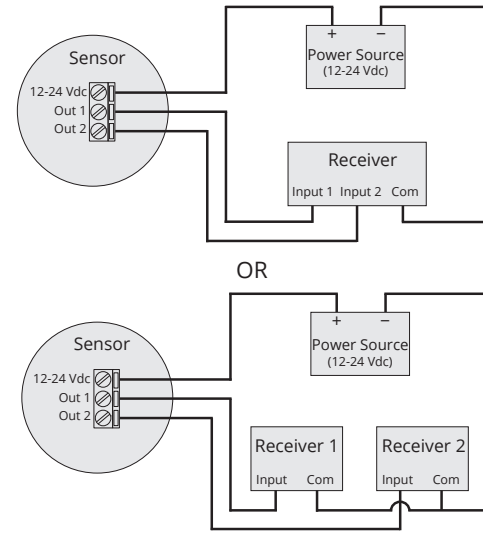 + −
Sensor
Power Source
(12-24 Vdc)
12-24 Vdc
Out 1
Out 2
Receiver
Input 1 Input 2 Com
OR
+ −
Sensor
Power Source
(12-24 Vdc)
12-24 Vdc
Out 1
Out 2
Receiver 1 Receiver 2
Input Com Input Com